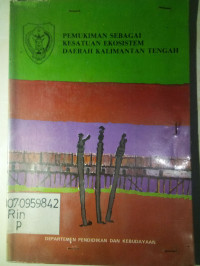 PEMUKIMAN SEBAGAI
KESATUAN EKOSISTEM
DAERAH KALIMANTAN TENGAH
0070959842
Rin
P
DEPARTEMEN PENDIDIKAN DAN KEBUDAYAAN